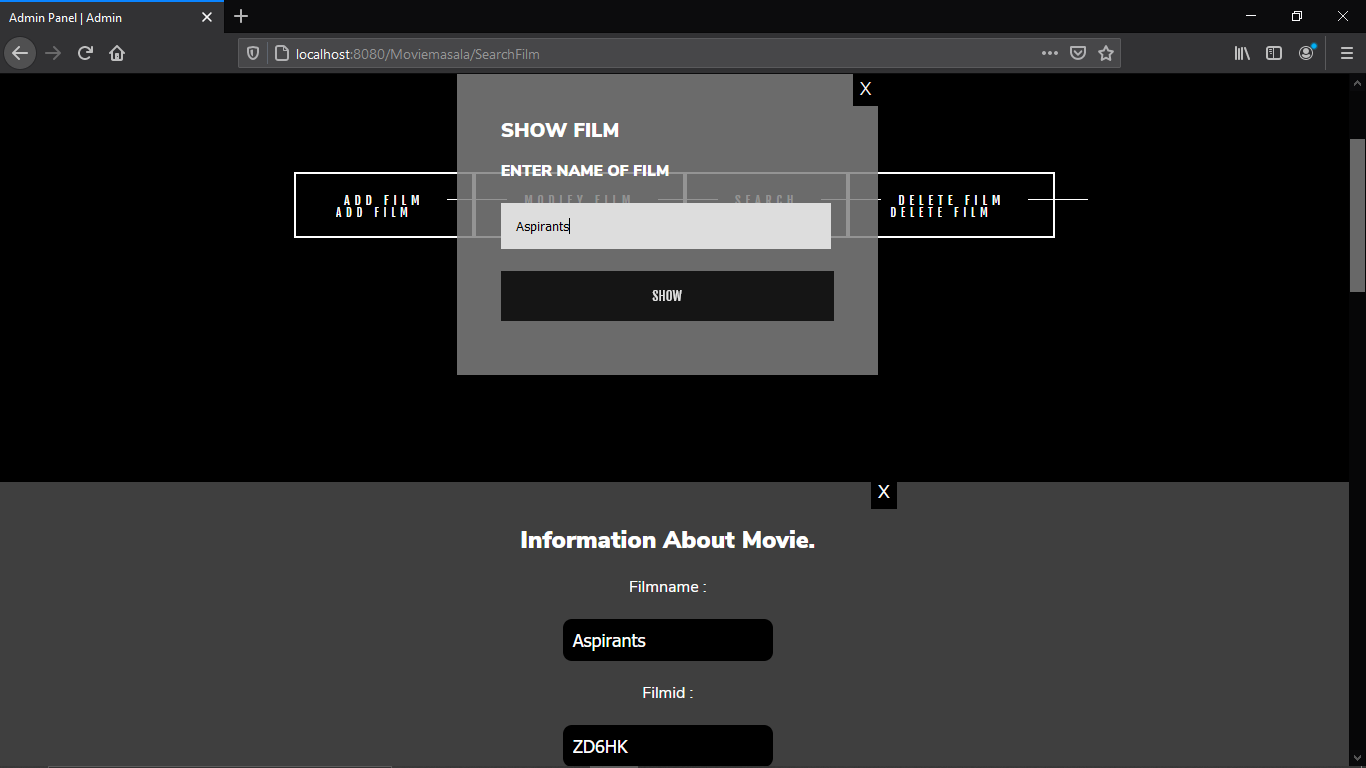 Admin Panel | Admin
localhost:8080/Moviemasala/SearchFilm
X
SHOW FILM
ENTER NAME OF FILM
ADD FILM
ADD FILM
MODIFY FILM
SEARCH
DELETE FILM
DELETE FILM
Aspirants
SHOW
X
Information About Movie.
Filmname :
Aspirants
Filmid :
ZD6HK